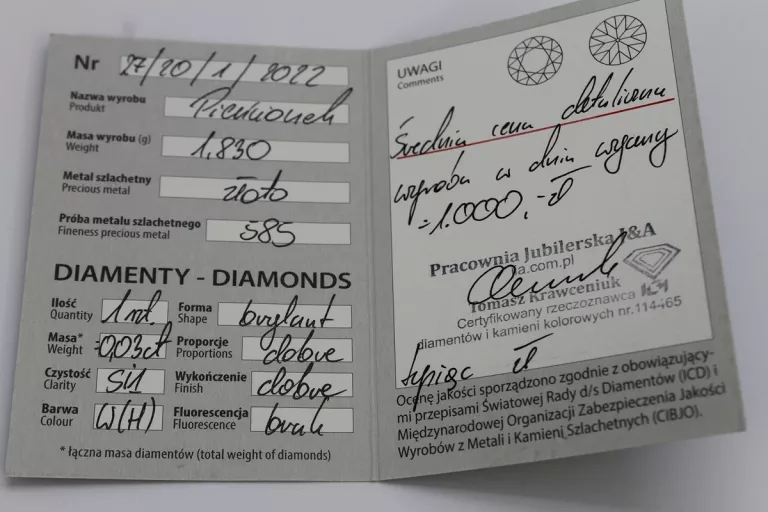 Nr 27/20/1/2022
Nazwa wyrobu
Produkt
Pierścionek
Masa wyrobu (g)
Weight
1,830
Metal szlachetny
Precious metal
złoto
Próba metalu szlachetnego
Fineness precious metal
585
DIAMENTY - DIAMONDS
Ilość
Quantity
1 szt.
Forma
Shape
brylant
Masa*
Weight
0,03ct
Proporcje
Proportions
dobre
Czystość
Clarity
SI1
Wykończenie
Finish
dobre
Barwa
Colour
W(H)
Fluorescencja
Fluorescence
brak
* łączna masa diamentów (total weight of diamonds)
UWAGI
Comments
Średnia cena detaliczna
wyrobu w dniu wyceny
=1.000,- zł
Pracownia Jubilerska &A
a.com.pl
Tomasz Krawceniuk
Certyfikowany rzeczoznawca
diamentów i kamieni kolorowych nr.114465
tysiąc zł
Ocenę jakości sporządzono zgodnie z obowiązujący-
mi przepisami Światowej Rady d/s Diamentów (ICD) i
Międzynarodowej Organizacji Zabezpieczenia Jakości
Wyrobów z Metali i Kamieni Szlachetnych (CIBJO).